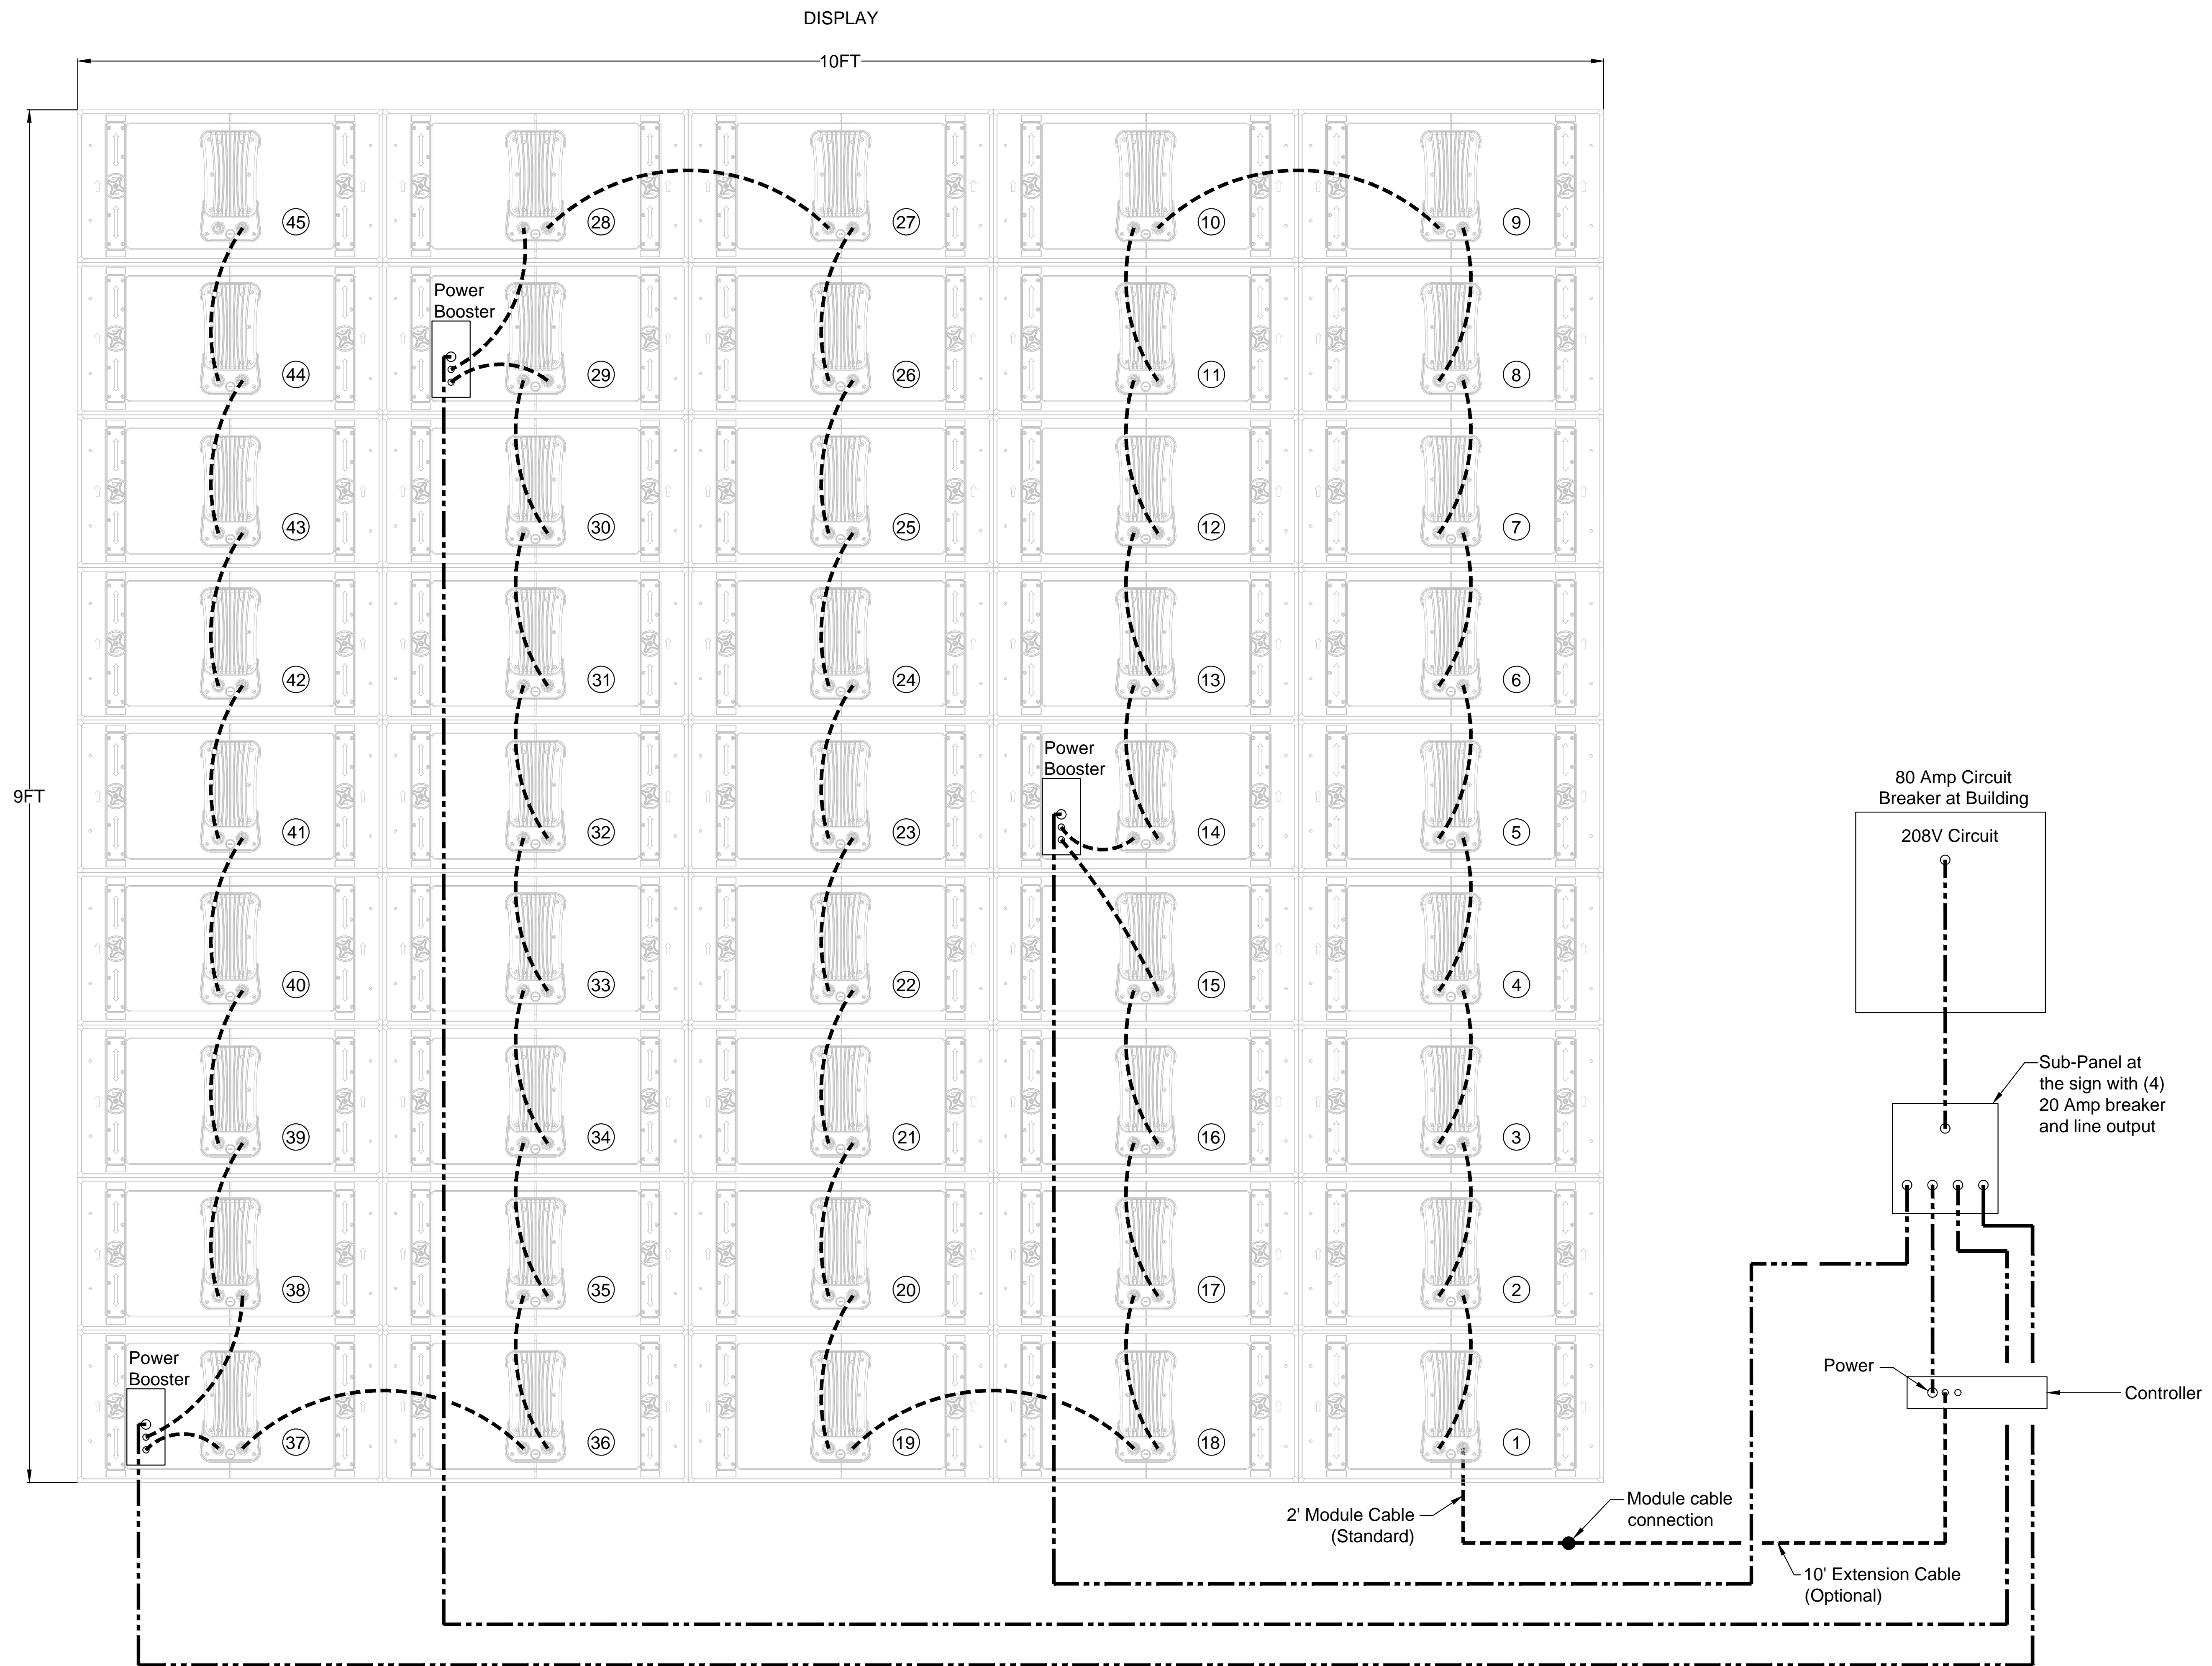 DISPLAY
10FT
9FT
45
28
27
10
9
Power
Booster
44
29
26
11
8
43
30
25
12
7
42
31
24
13
6
Power
Booster
41
32
23
14
5
40
33
22
15
4
39
34
21
16
3
38
35
20
17
2
Power
Booster
37
36
19
18
1
80 Amp Circuit
Breaker at Building
208V Circuit
Sub-Panel at
the sign with (4)
20 Amp breaker
and line output
Power
Controller
2' Module Cable
(Standard)
Module cable
connection
10' Extension Cable
(Optional)